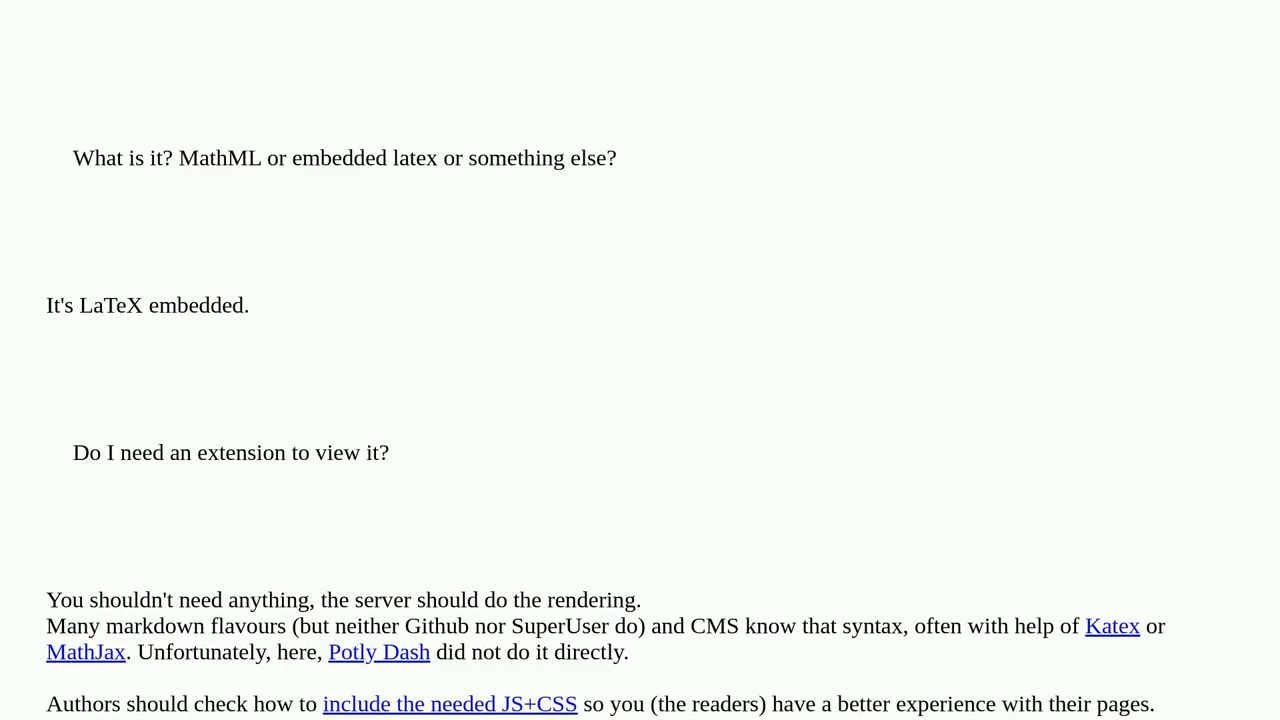 What is it? MathML or embedded latex or something else?
It's LaTeX embedded.
Do I need an extension to view it?
You shouldn't need anything, the server should do the rendering.
Many markdown flavours (but neither Github nor SuperUser do) and CMS know that syntax, often with help of Katex or
MathJax. Unfortunately, here, Potly Dash did not do it directly.
Authors should check how to include the needed JS+CSS so you (the readers) have a better experience with their pages.